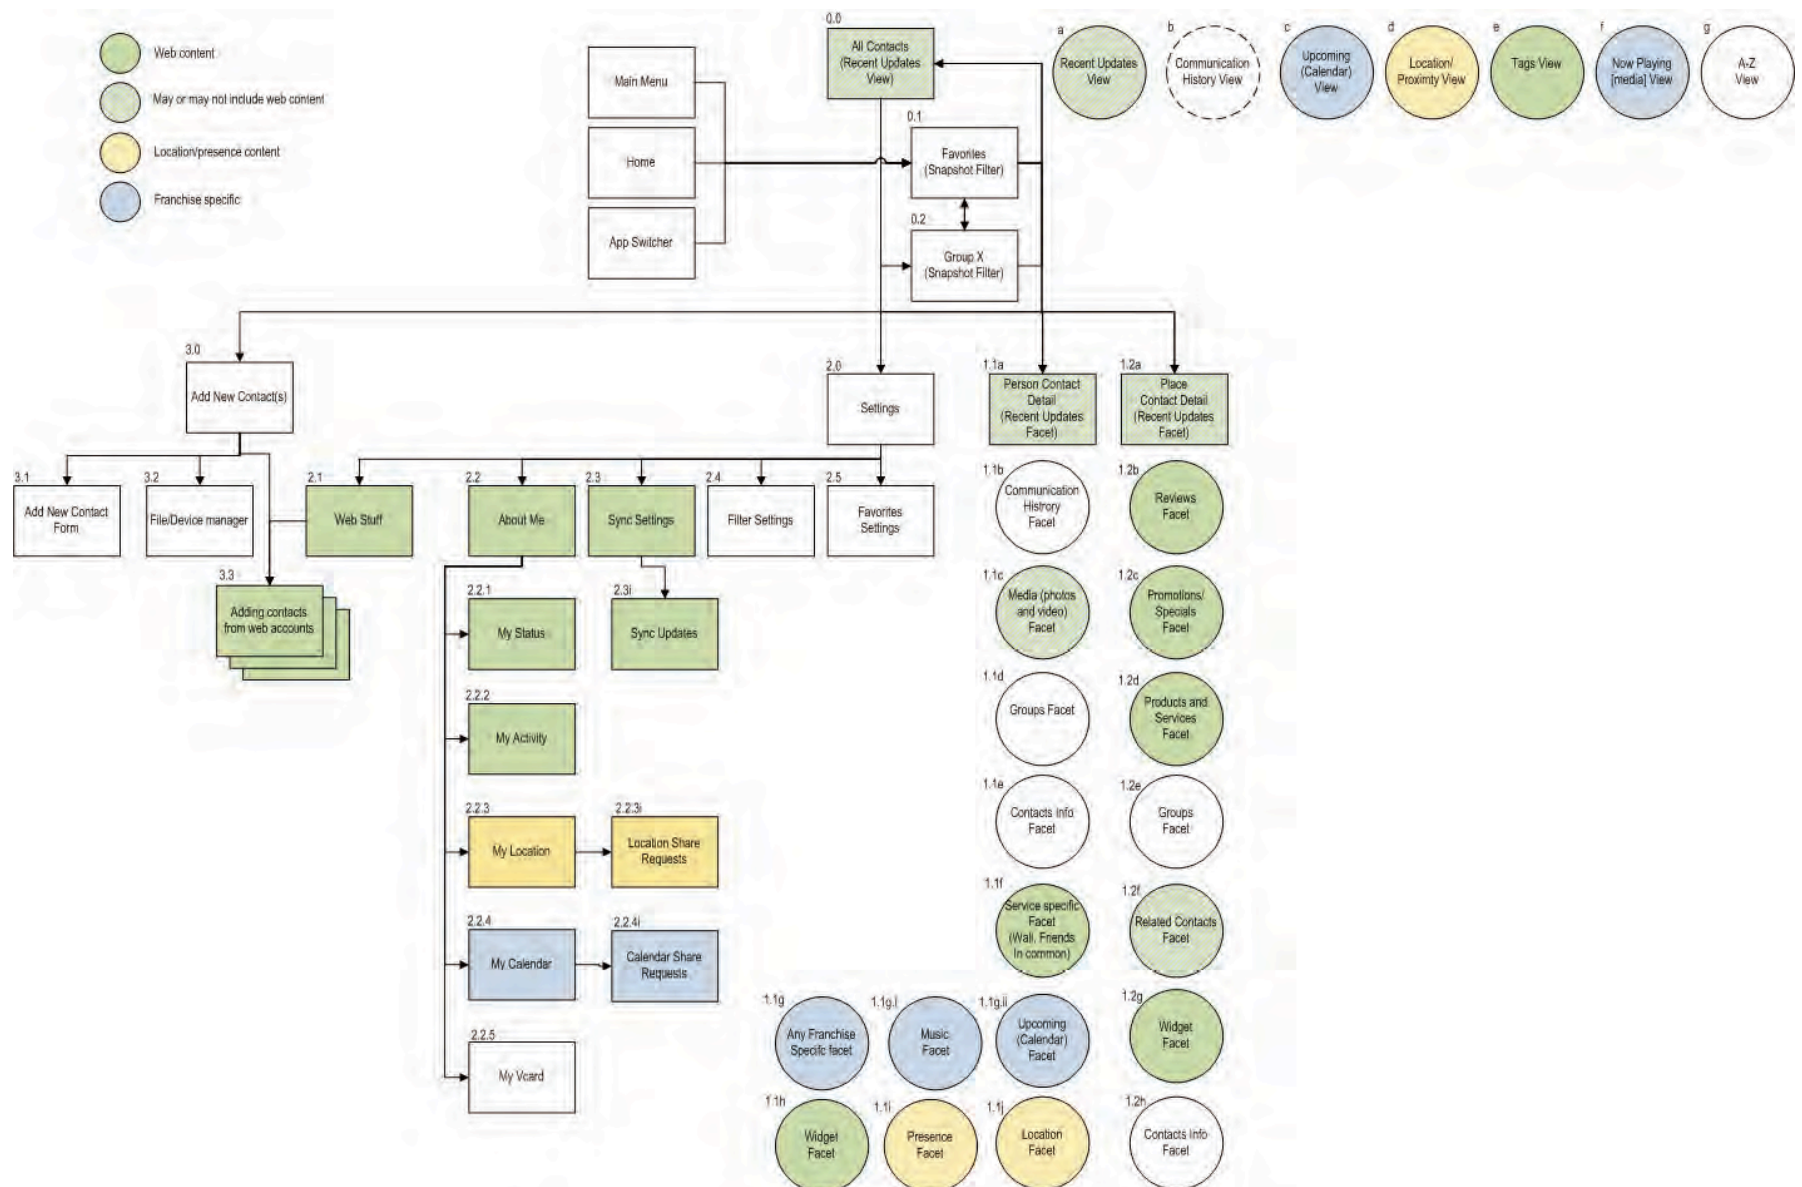 Web content
May or may not include web content
Location/presence content
Franchise specific
Main Menu
Home
App Switcher
0.0
All Contacts
(Recent Updates
View)
0.1
Favorites
(Snapshot Filter)
0.2
Group X
(Snapshot Filter)
a
Recent Updates
View
b
Communication
History View
c
Upcoming
(Calendar)
View
d
Location/
Proximty View
e
Tags View
f
Now Playing
[media] View
g
A-Z
View
3.0
Add New Contact(s)
2.0
Settings
1.1a
Person Contact
Detail
(Recent Updates
Facet)
1.2a
Place
Contact Detail
(Recent Updates
Facet)
3.1
Add New Contact
Form
3.2
File/Device manager
2.1
Web Stuff
2.2
About Me
2.3
Sync Settings
2.4
Filter Settings
2.5
Favorites
Settings
3.3
Adding contacts
from web accounts
2.2.1
My Status
2.3i
Sync Updates
2.2.2
My Activity
2.2.3
My Location
2.2.3i
Location Share
Requests
2.2.4
My Calendar
2.2.4i
Calendar Share
Requests
2.2.5
My Vcard
1.1b
Communication
Histrory
Facet
1.2b
Reviews
Facet
1.1c
Media (photos
and video)
Facet
1.2c
Promotions/
Specials
Facet
1.1d
Groups Facet
1.2d
Products and
Services
Facet
1.1e
Contacts Info
Facet
1.2e
Groups
Facet
1.1f
Service specific
Facet
(Wall, Friends
In common)
1.2f
Related Contacts
Facet
1.1g
Any Franchise
Specifc facet
1.1g.i
Music
Facet
1.1g.ii
Upcoming
(Calendar)
Facet
1.2g
Widget
Facet
1.1h
Widget
Facet
1.1i
Presence
Facet
1.1j
Location
Facet
1.2h
Contacts Info
Facet